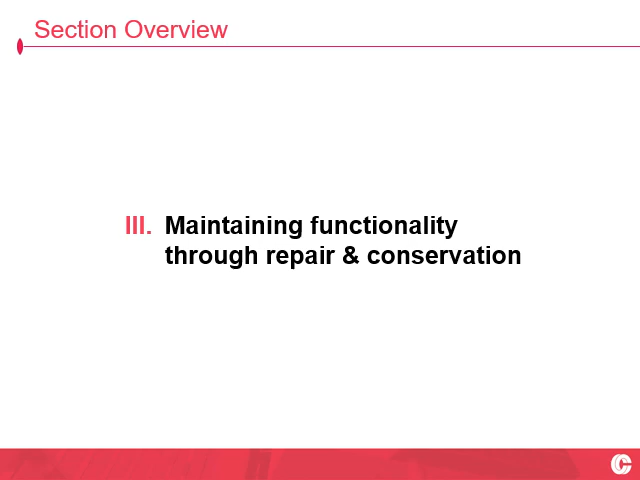 Section Overview
III. Maintaining functionality
through repair & conservation